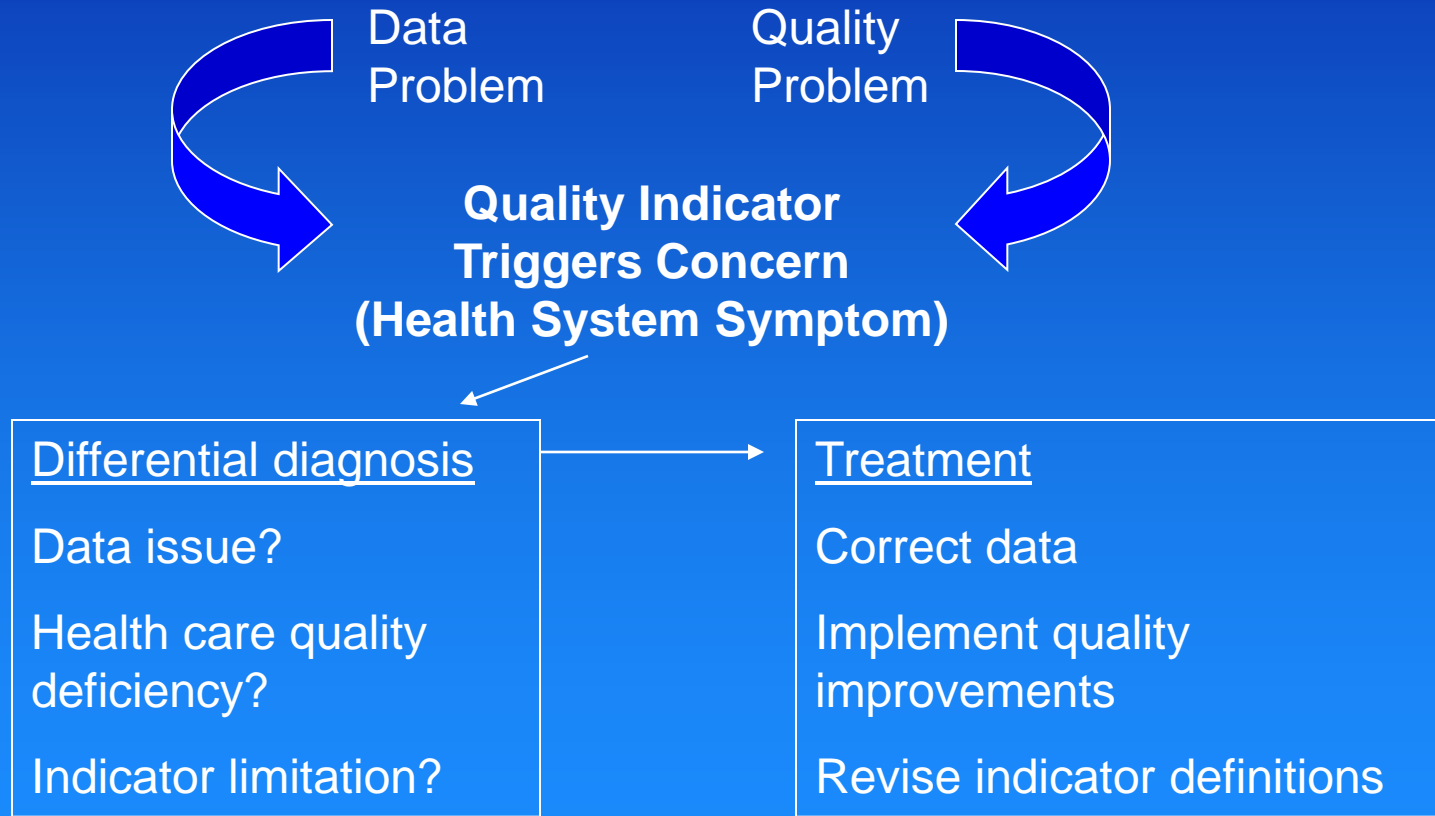 Data
Problem
Quality
Problem
Quality Indicator
Triggers Concern
(Health System Symptom)
Differential diagnosis
Data issue?
Health care quality
deficiency?
Indicator limitation?
Treatment
Correct data
Implement quality
improvements
Revise indicator definitions